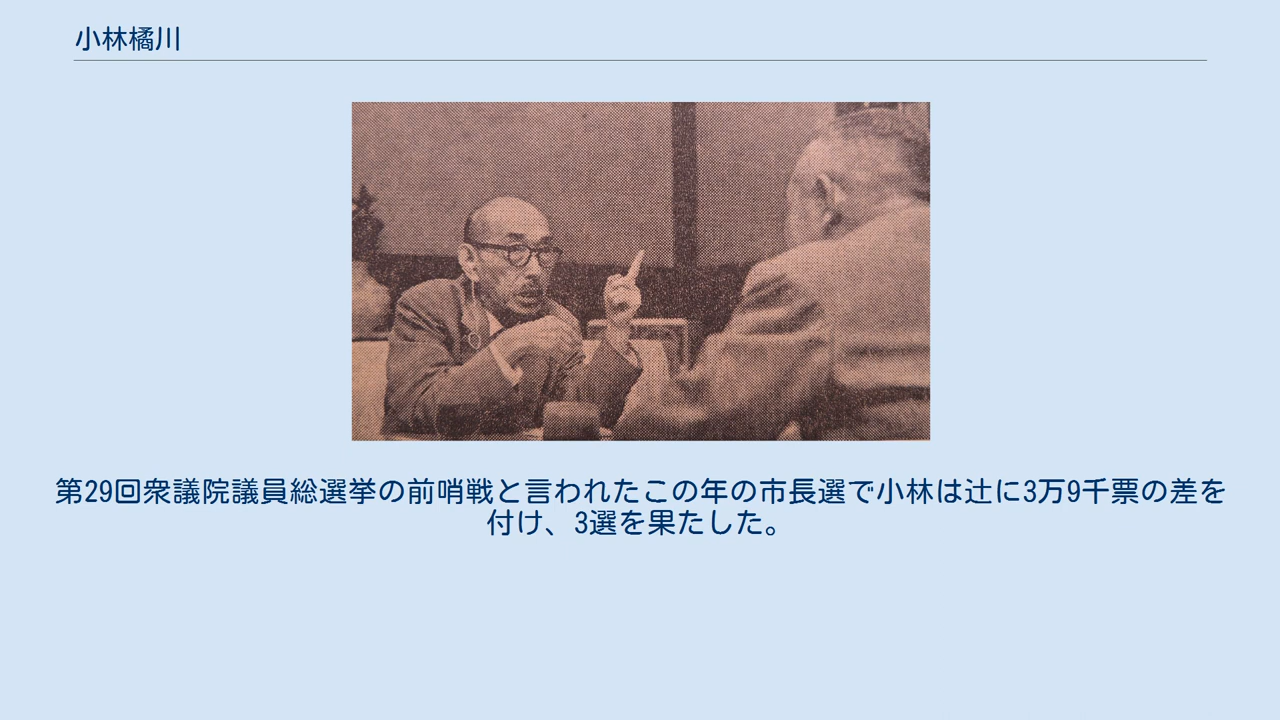 小林橘川
第29回衆議院議員総選挙の前哨戦と言われたこの年の市長選で小林は辻に3万9千票の差を
付け、3選を果たした。